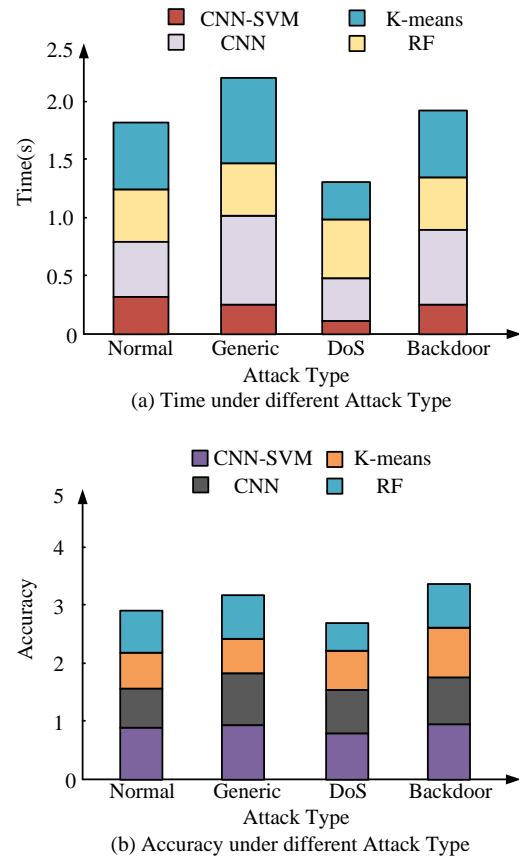 CNN-SVM K-means
CNN RF
2.5
2.0
1.5
1.0
0.5
0
Time(s)
Normal Generic DoS Backdoor
Attack Type
(a) Time under different Attack Type
CNN-SVM K-means
CNN RF
5
4
3
2
1
0
Accuracy
Normal Generic DoS Backdoor
Attack Type
(b) Accuracy under different Attack Type